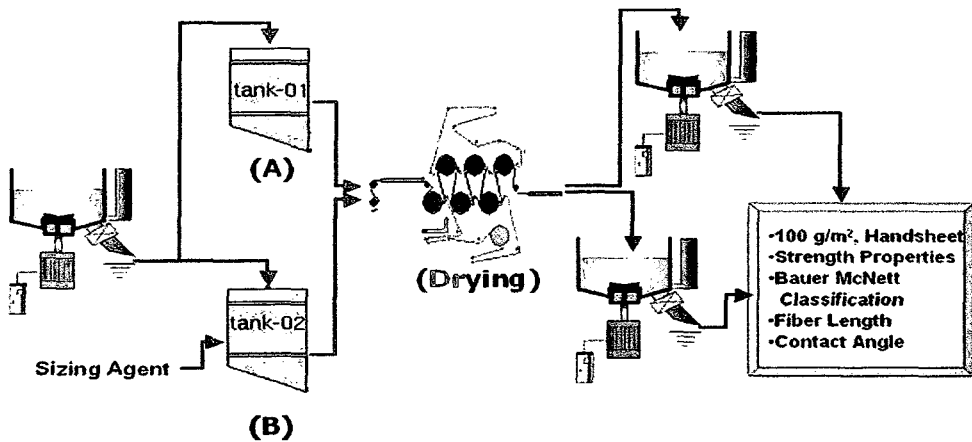 tank-01
(A)
tank-02
Sizing Agent
(B)
(Drying)
•100 g/m², Handsheet
•Strength Properties
•Bauer McNett
Classification
•Fiber Length
•Contact Angle